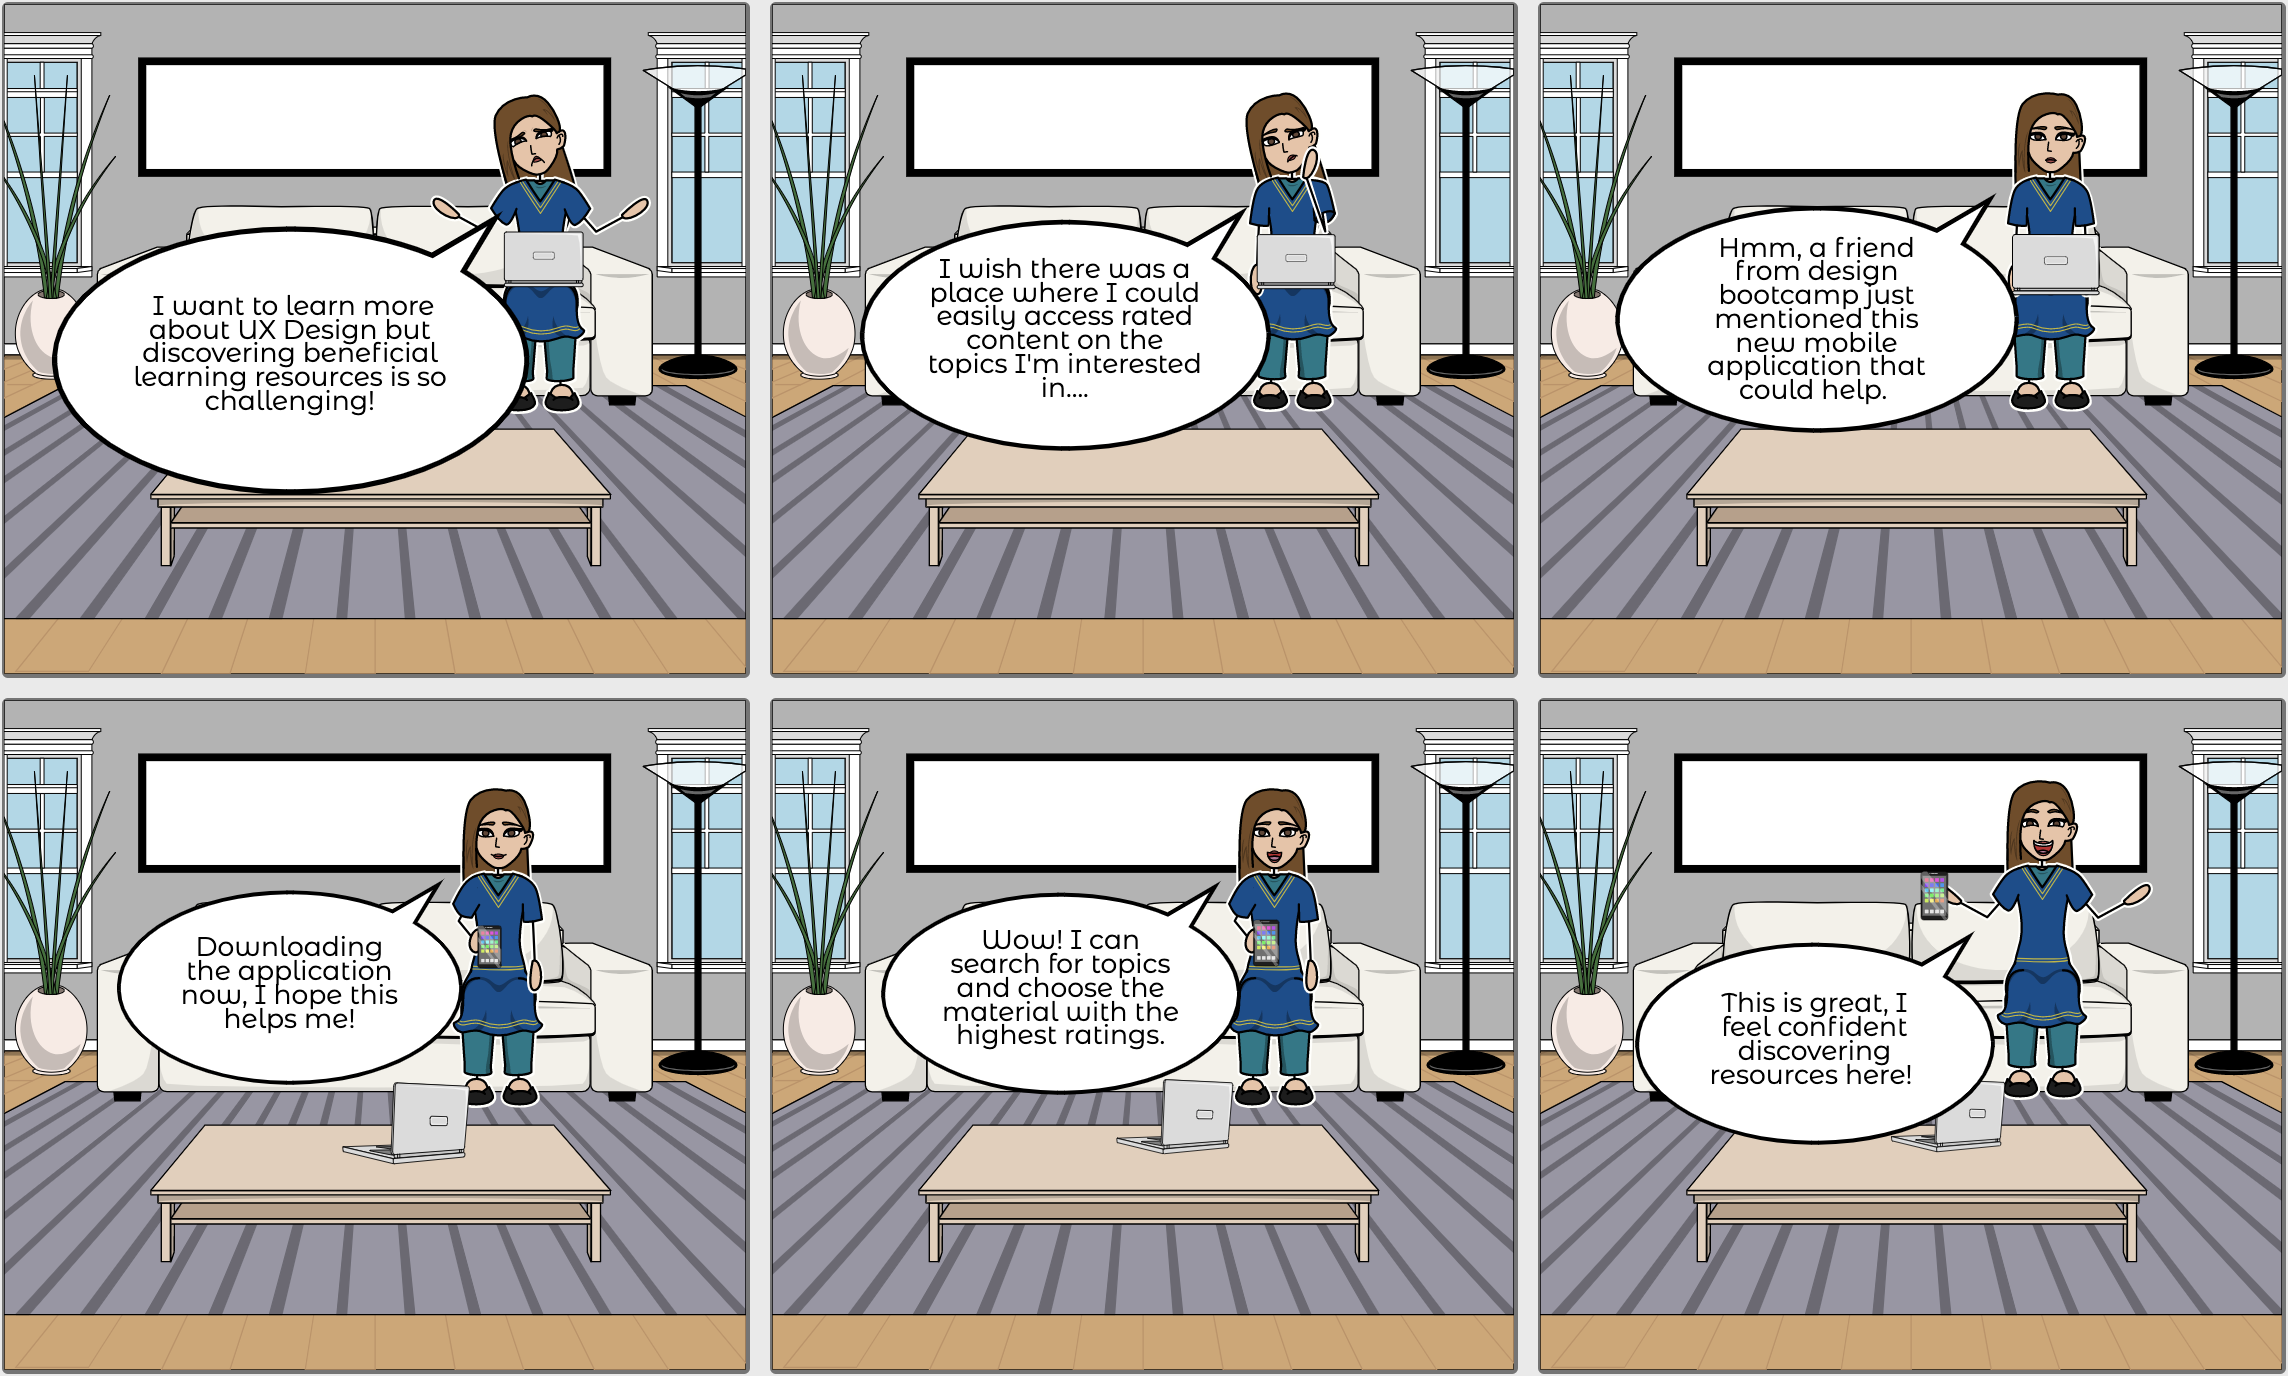 I want to learn more
about UX Design but
discovering beneficial
learning resources is so
challenging!
I wish there was a
place where I could
easily access rated
content on the
topics I'm interested
in....
Hmm, a friend
from design
bootcamp just
mentioned this
new mobile
application that
could help.
Downloading
the application
now, I hope this
helps me!
Wow! I can
search for topics
and choose the
material with the
highest ratings.
This is great, I
feel confident
discovering
resources here!